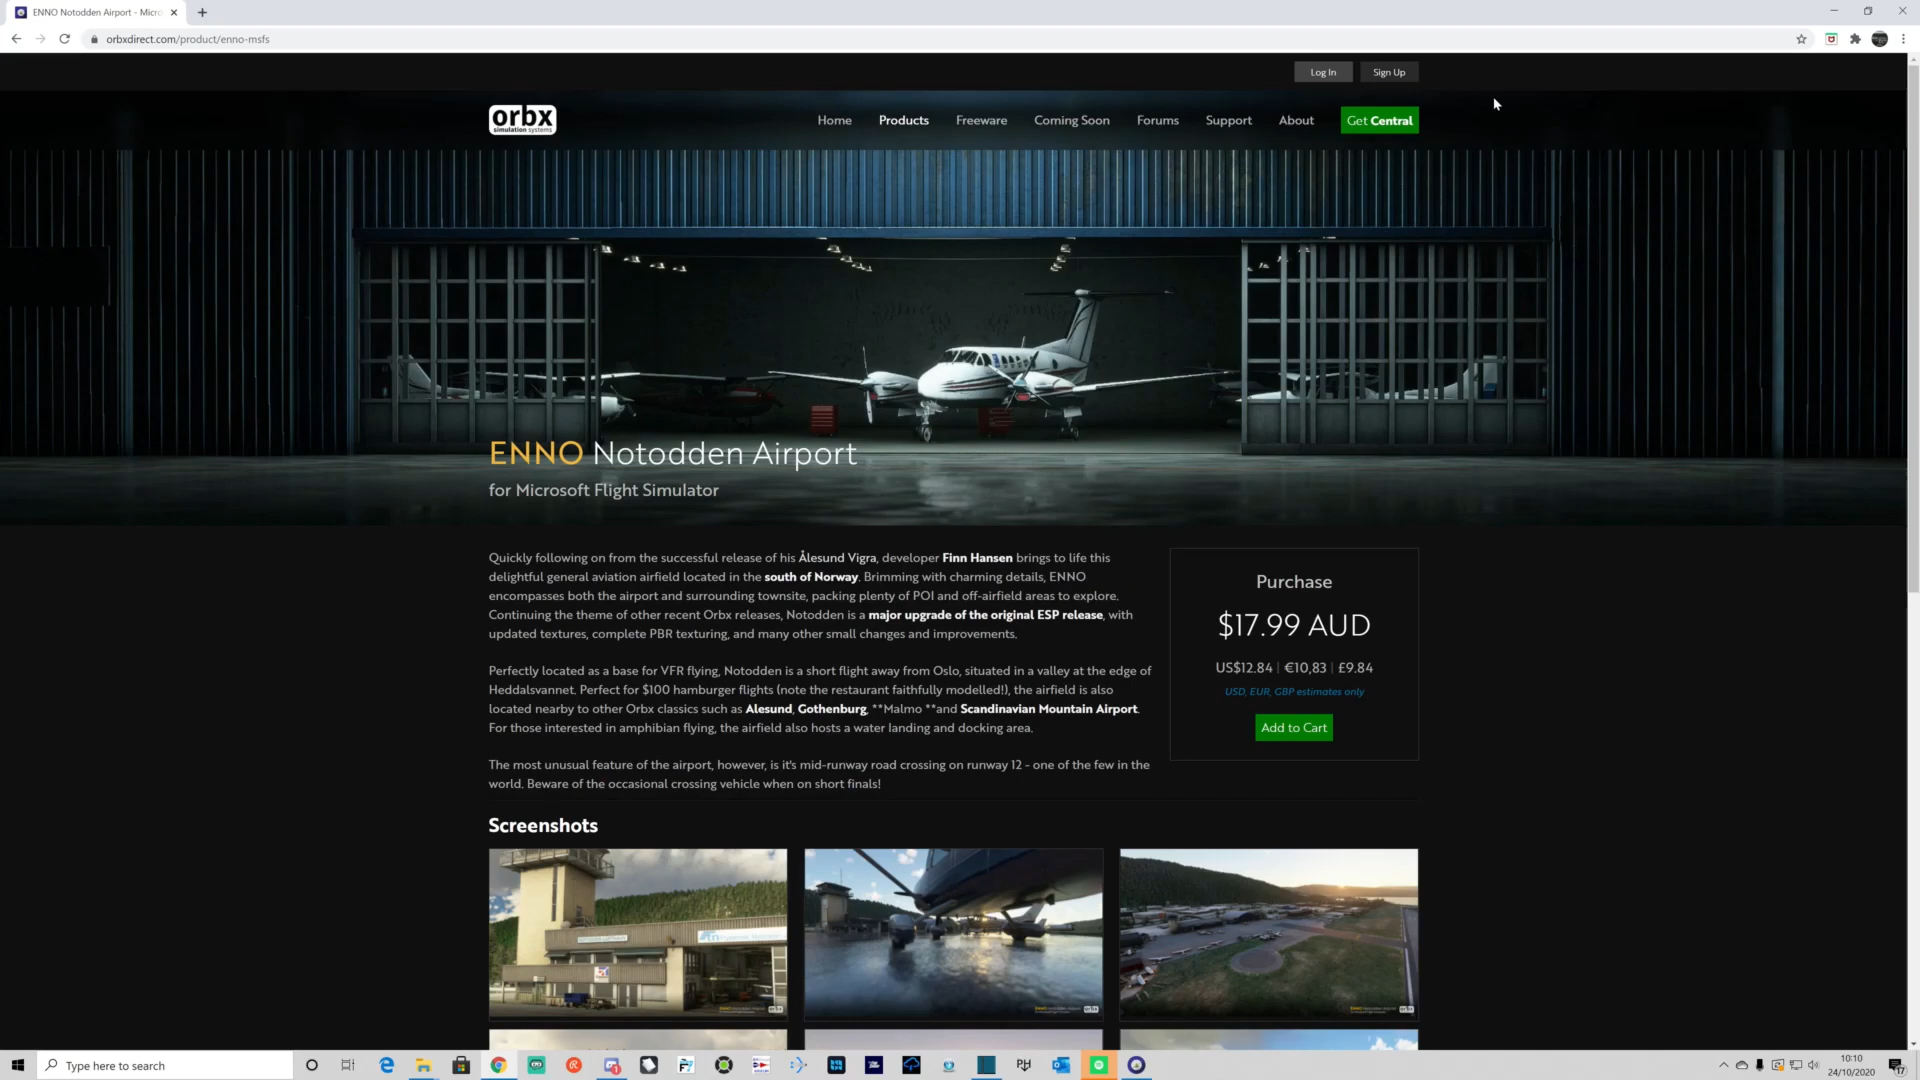 ENNO Notodden Airport - Micro
orbxdirect.com/product/enno-msfs
Log In Sign Up
orbx
simulation systems
Home Products Freeware Coming Soon Forums Support About Get Central
ENNO Notodden Airport
for Microsoft Flight Simulator
Quickly following on from the successful release of his Ålesund Vigra, developer Finn Hansen brings to life this
delightful general aviation airfield located in the south of Norway. Brimming with charming details, ENNO
encompasses both the airport and surrounding townsite, packing plenty of POI and off-airfield areas to explore.
Continuing the theme of other recent Orbx releases, Notodden is a major upgrade of the original ESP release, with
updated textures, complete PBR texturing, and many other small changes and improvements.
Perfectly located as a base for VFR flying, Notodden is a short flight away from Oslo, situated in a valley at the edge of
Heddalsvannet. Perfect for $100 hamburger flights (note the restaurant faithfully modelled!), the airfield is also
located nearby to other Orbx classics such as Alesund, Gothenburg, **Malmo **and Scandinavian Mountain Airport.
For those interested in amphibian flying, the airfield also hosts a water landing and docking area.
The most unusual feature of the airport, however, is it's mid-runway road crossing on runway 12 - one of the few in the
world. Beware of the occasional crossing vehicle when on short finals!
Purchase
$17.99 AUD
US$12.84 | €10,83 | £9.84
USD, EUR, GBP estimates only
Add to Cart
Screenshots
Type here to search
10:10
24/10/2020
17